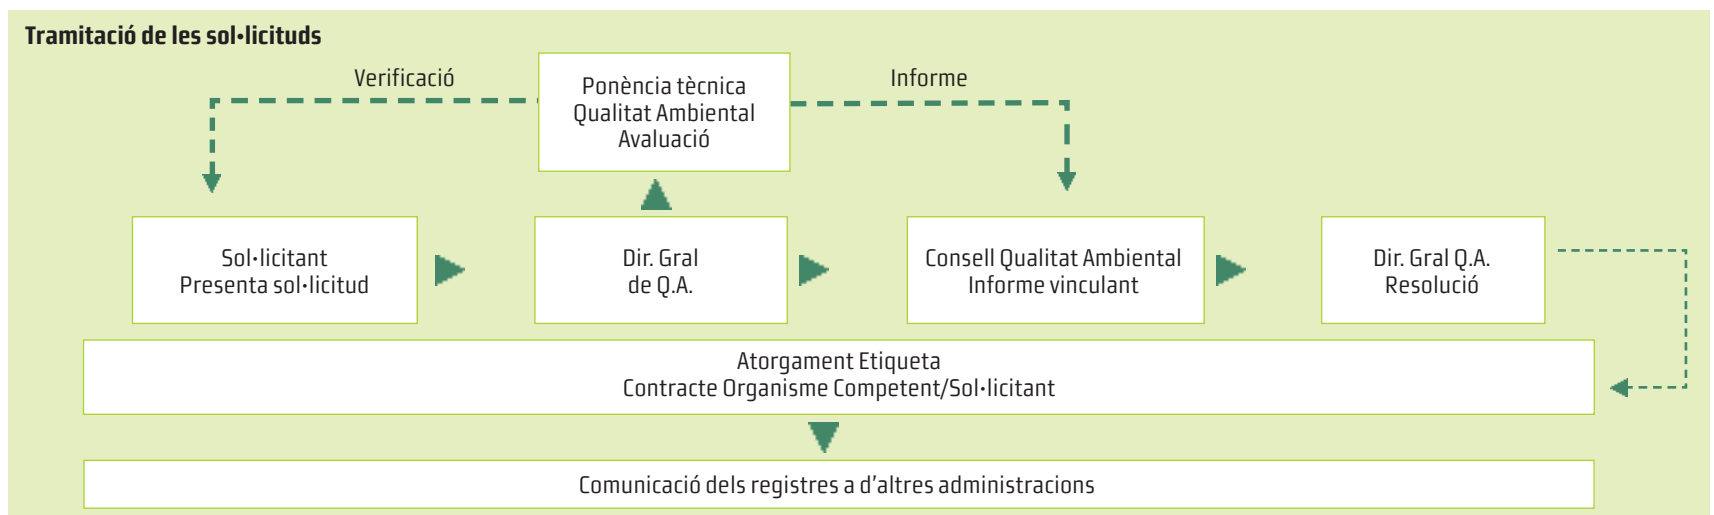 Tramitació de les sol·licituds
Verificació
Ponència tècnica
Qualitat Ambiental
Avaluació
Informe
Sol·licitant
Presenta sol·licitud
Dir. Gral
de Q.A.
Consell Qualitat Ambiental
Informe vinculant
Dir. Gral Q.A.
Resolució
Atorgament Etiqueta
Contracte Organisme Competent/Sol·licitant
Comunicació dels registres a d’altres administracions